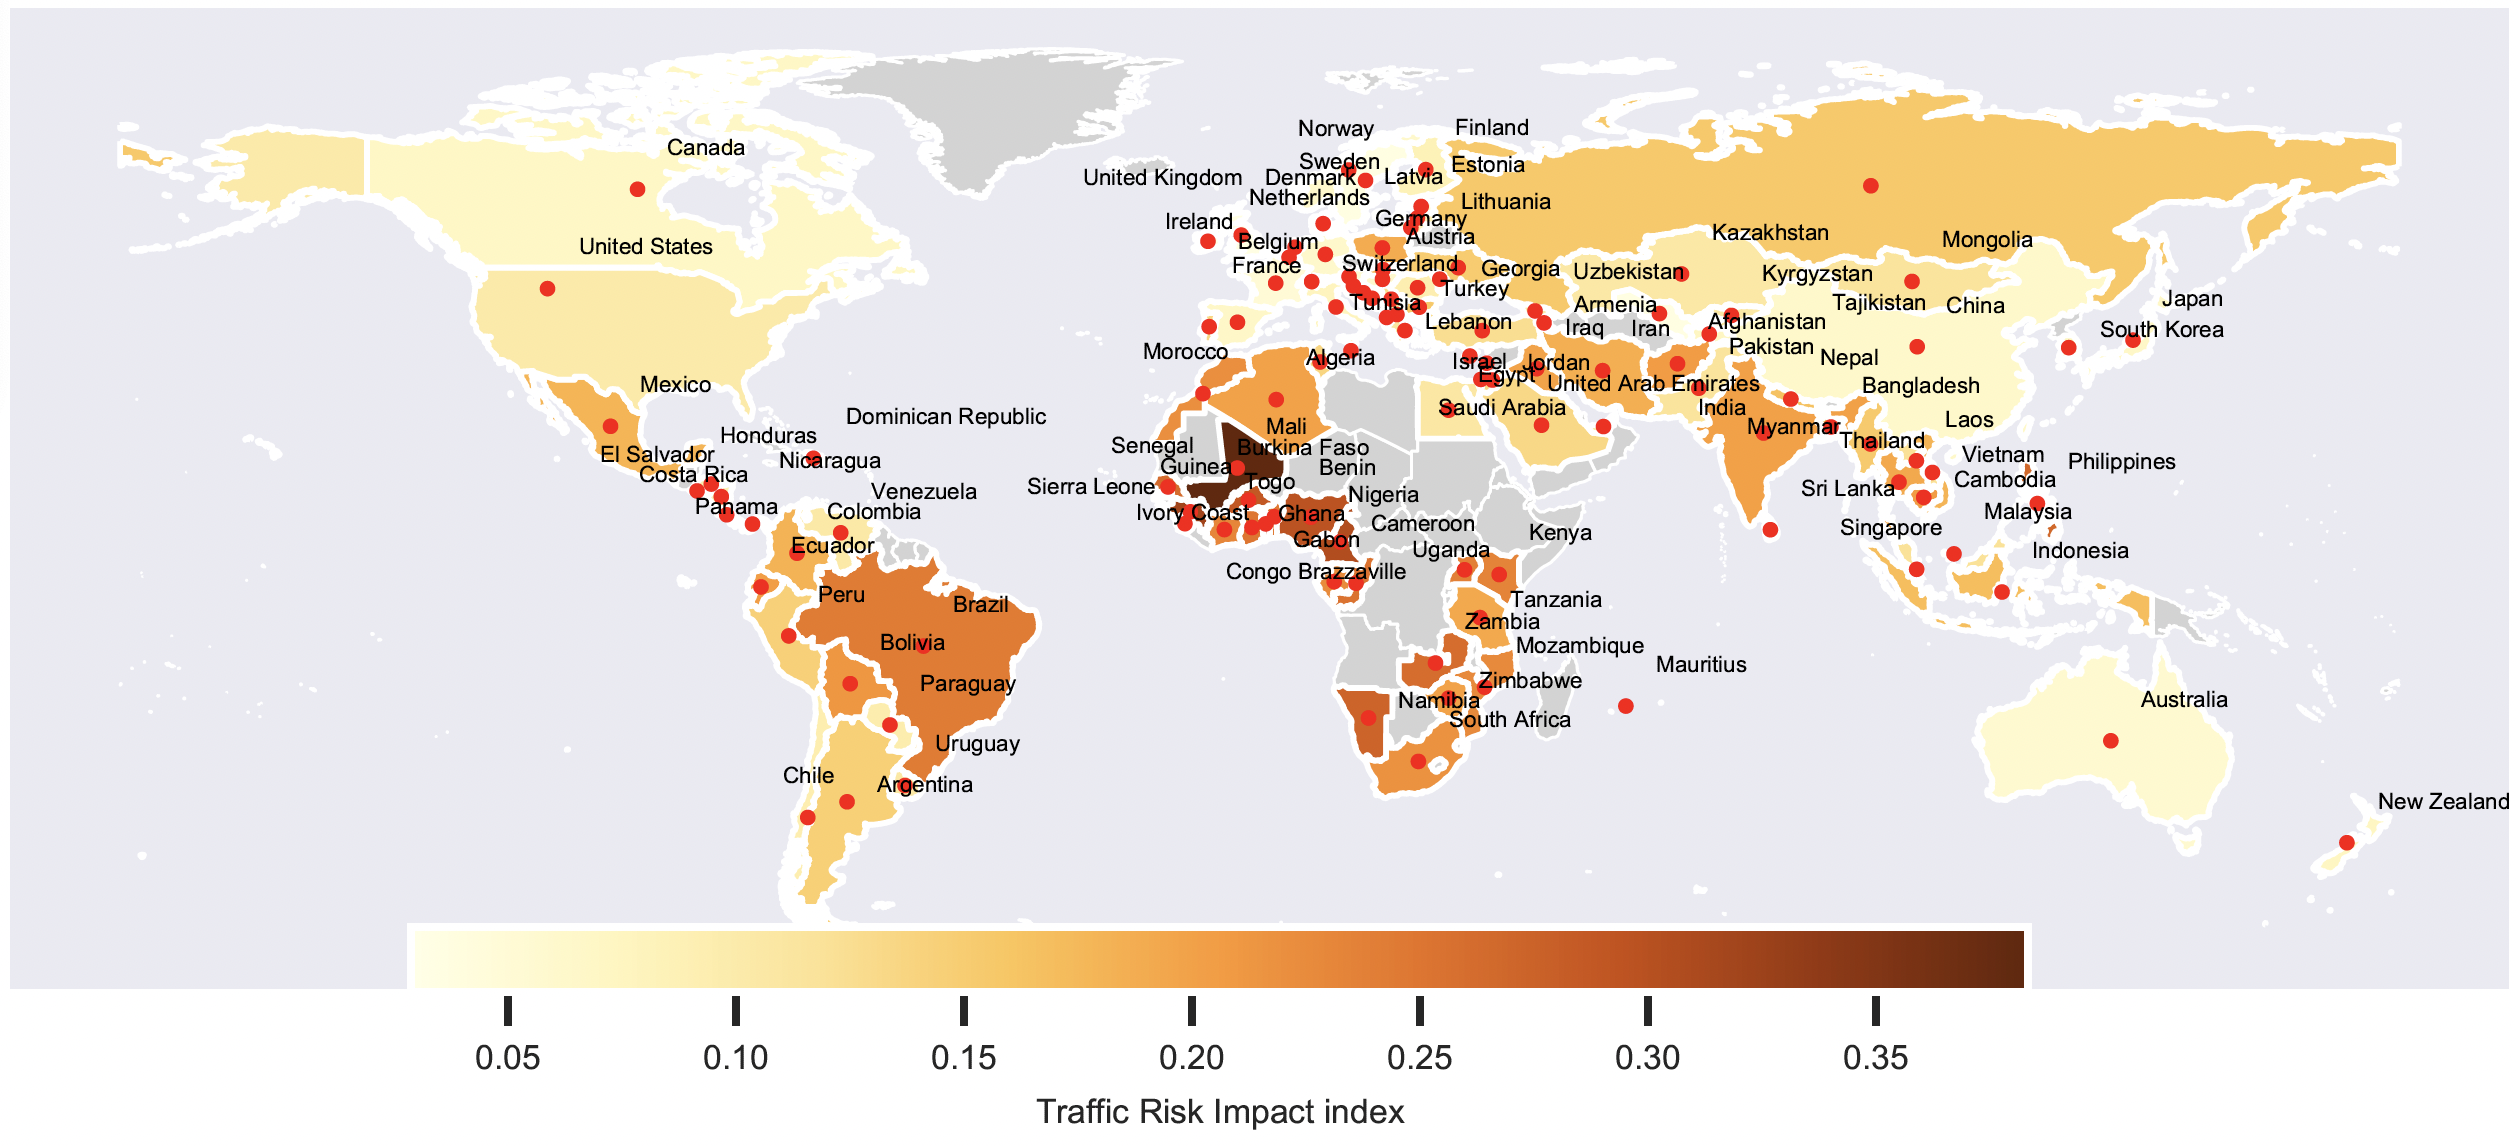 Norway
Finland
Canada
Sweden
Estonia
United Kingdom
Denmark
Latvia
Netherlands
Lithuania
Ireland
Germany
Kazakhstan
Belgium
Austria
Mongolia
United States
France
Switzerland
Georgia
Uzbekistan
Kyrgyzstan
Turkey
Tunisia
Armenia
Tajikistan
China
Japan
Lebanon
Iraq
Iran
Afghanistan
South Korea
Morocco
Algeria
Israel
Jordan
Pakistan
Nepal
Mexico
Egypt
United Arab Emirates
Bangladesh
Dominican Republic
Saudi Arabia
India
Laos
Honduras
Mali
Myanmar
Thailand
El Salvador
Nicaragua
Senegal
Burkina Faso
Vietnam
Philippines
Costa Rica
Guinea
Benin
Cambodia
Venezuela
Sierra Leone
Togo
Nigeria
Sri Lanka
Panama
Colombia
Ivory Coast
Ghana
Malaysia
Ecuador
Gabon
Cameroon
Kenya
Singapore
Uganda
Indonesia
Congo Brazzaville
Peru
Brazil
Tanzania
Zambia
Bolivia
Mozambique
Mauritius
Paraguay
Zimbabwe
Namibia
Australia
South Africa
Uruguay
Chile
Argentina
New Zealand
0.05 0.10 0.15 0.20 0.25 0.30 0.35
Traffic Risk Impact index